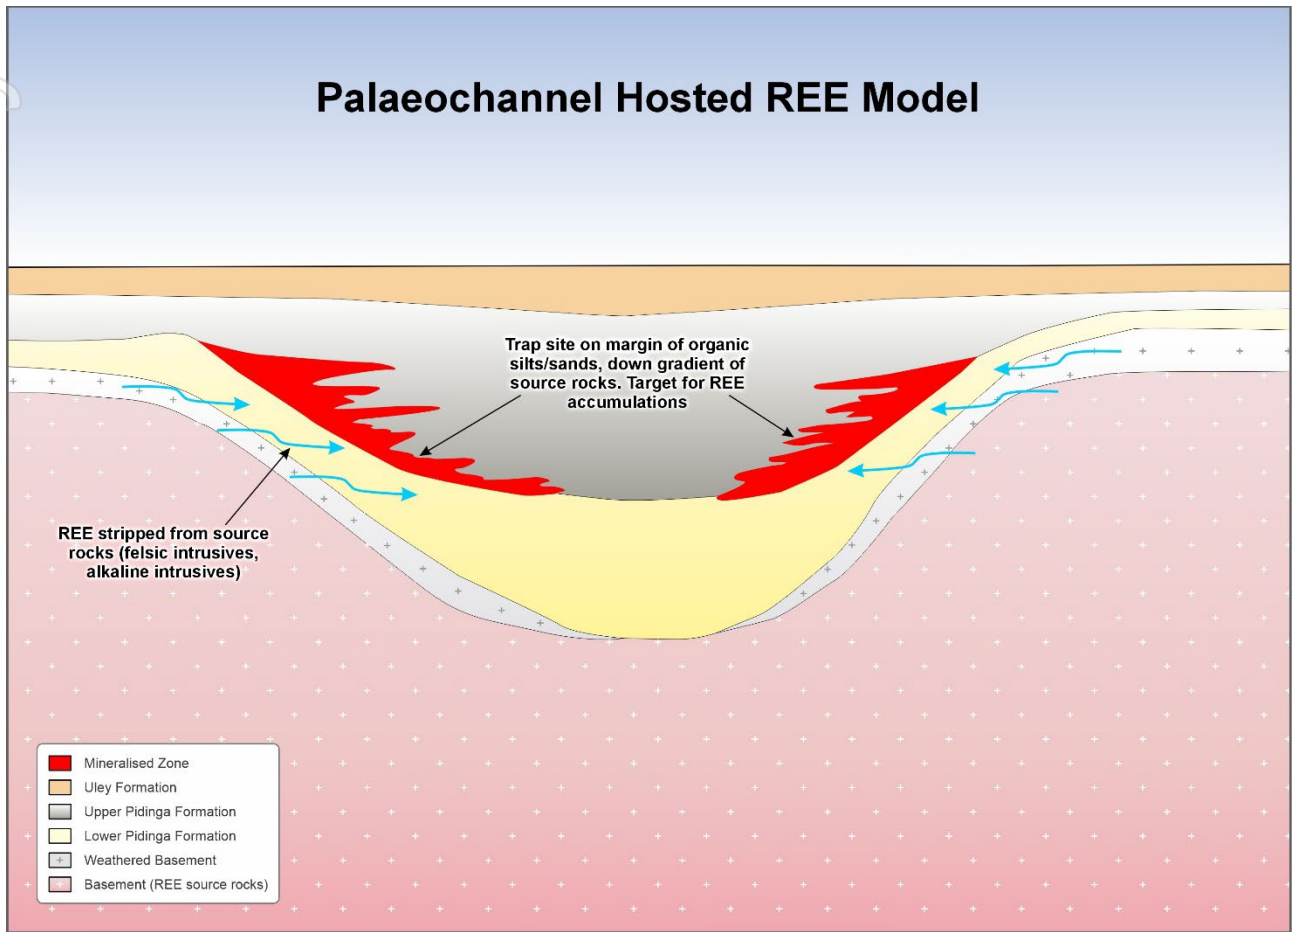 Palaeochannel Hosted REE Model
Trap site on margin of organic
silts/sands, down gradient of
source rocks. Target for REE
accumulations
REE stripped from source
rocks (felsic intrusives,
alkaline intrusives)
Mineralised Zone
Uley Formation
Upper Pidinga Formation
Lower Pidinga Formation
Weathered Basement
Basement (REE source rocks)